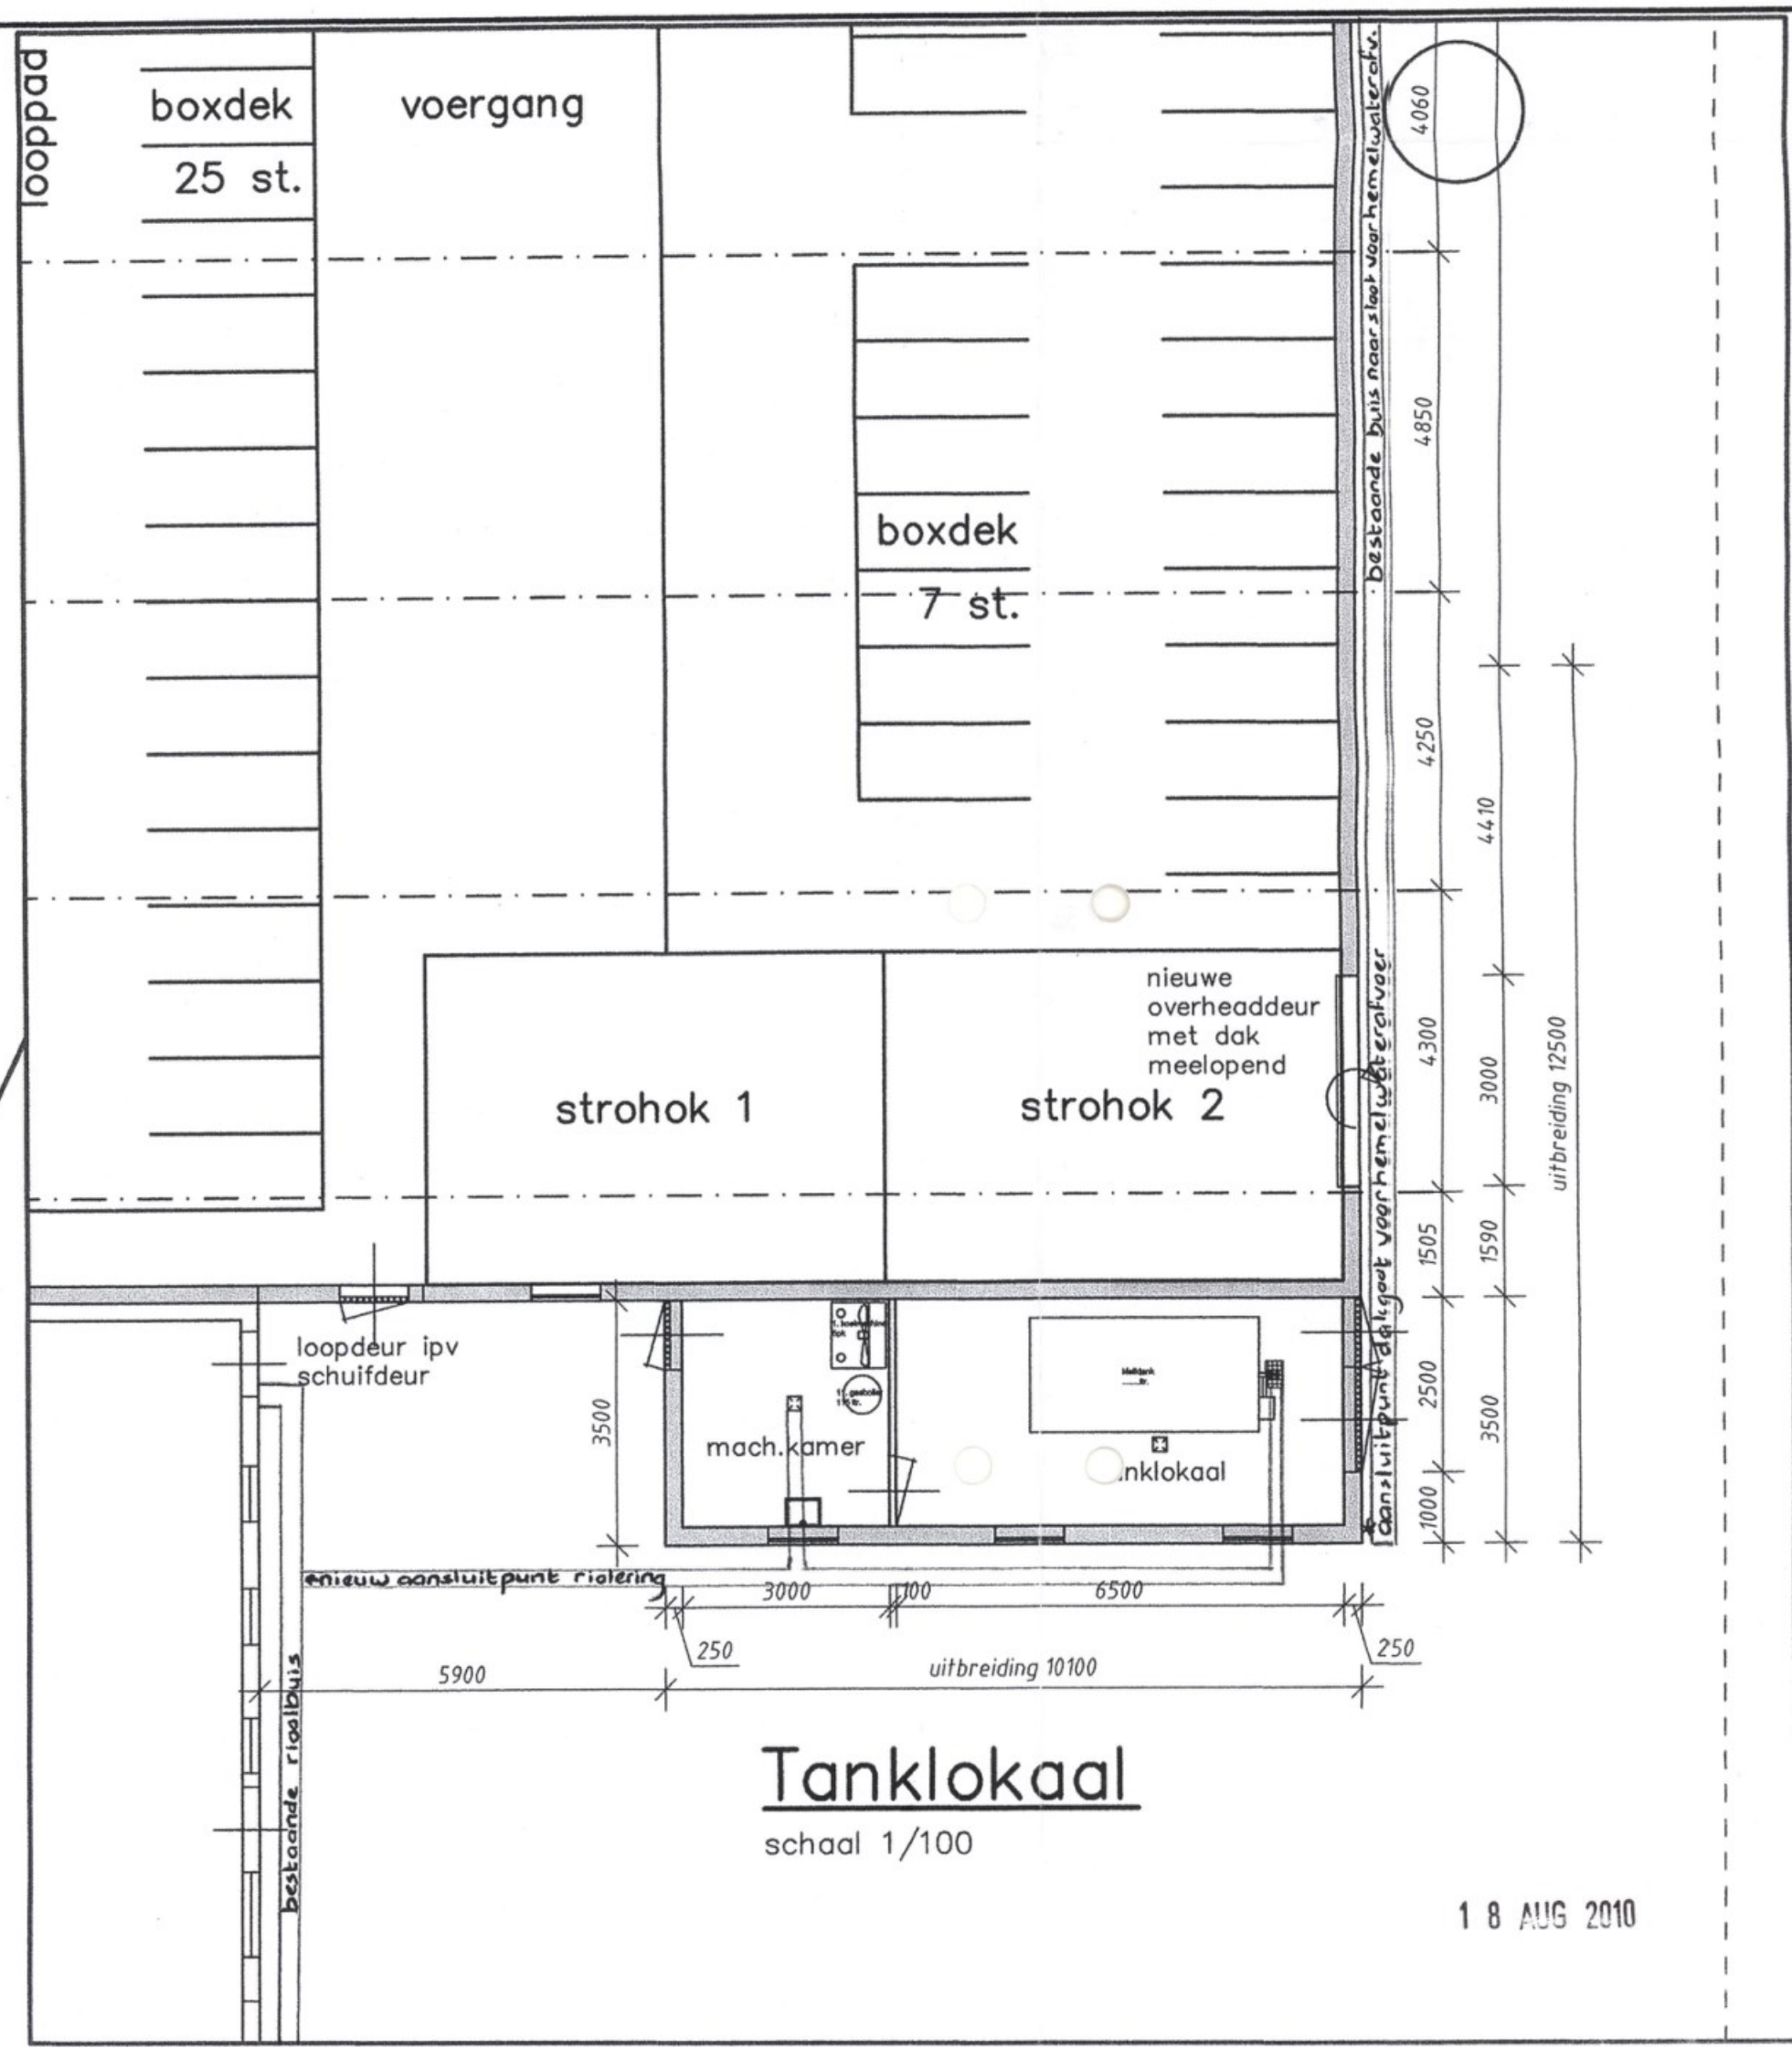 looppad
boxdek
25 st.
voergang
bestaande buis naar sloot voor hemelwaterafv.
4060
4850
boxdek
7 st.
4250
4410
nieuwe
overheaddeur
met dak
meelopend
strohok 1
strohok 2
4300
3000
uitbreiding 12500
1505
1590
aansluitpunt dakgoot voor hemelwaterafvoer
loopdeur ipv
schuifdeur
3500
mach.kamer
nklokaal
2500
3500
1000
nieuw aansluitpunt riolering
3000
100
6500
250
250
5900
uitbreiding 10100
bestaande rioolbuis
Tanklokaal
schaal 1/100
18 AUG 2010